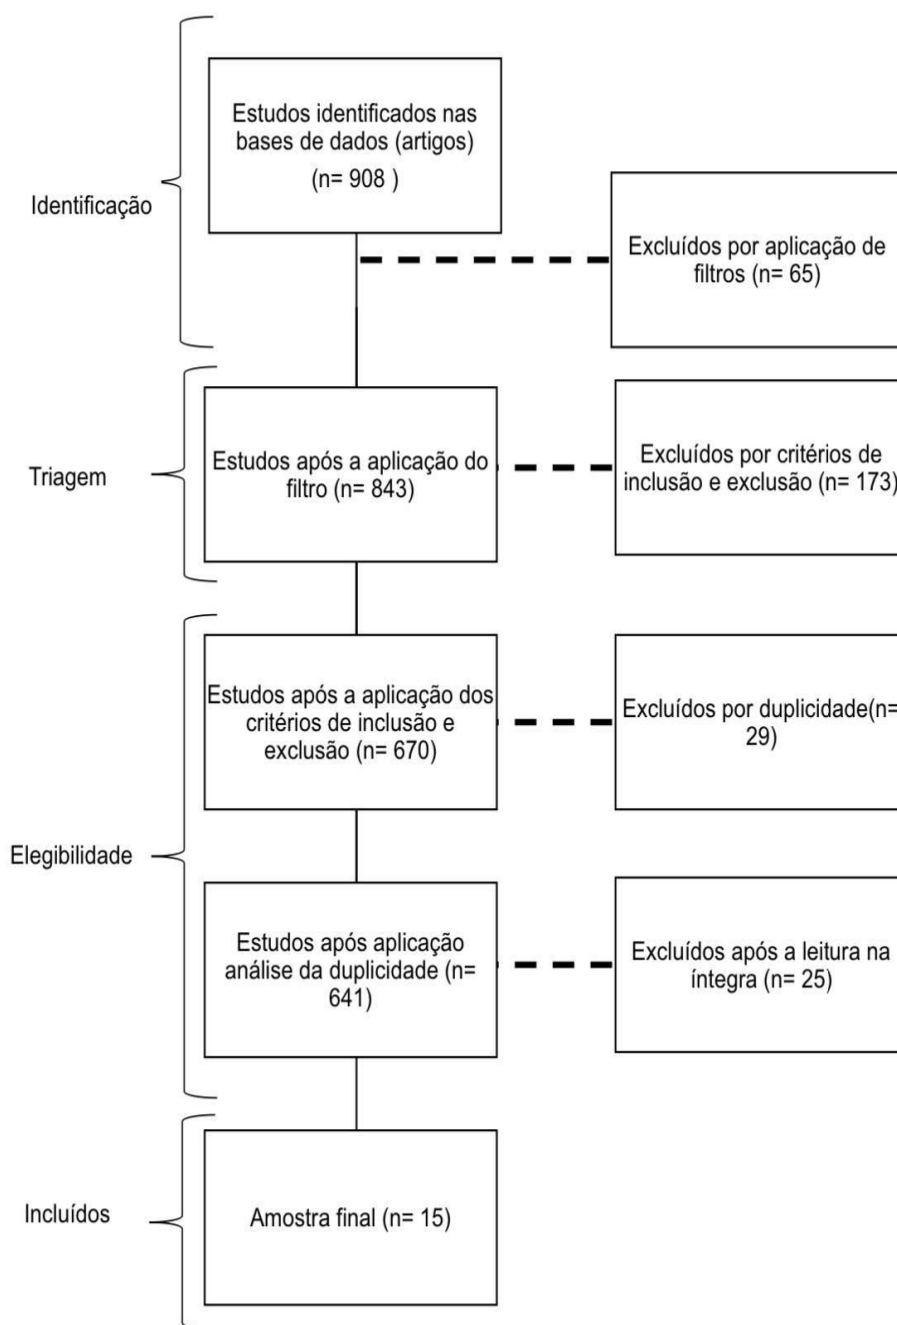 Identificação
Estudos identificados nas
bases de dados (artigos)
(n= 908 )
Excluídos por aplicação de
filtros (n= 65)
Triagem
Estudos após a aplicação do
filtro (n= 843)
Excluídos por critérios de
inclusão e exclusão (n= 173)
Elegibilidade
Estudos após a aplicação dos
critérios de inclusão e
exclusão (n= 670)
Excluídos por duplicidade(n=
29)
Estudos após aplicação
análise da duplicidade (n=
641)
Excluídos após a leitura na
íntegra (n= 25)
Incluídos
Amostra final (n= 15)